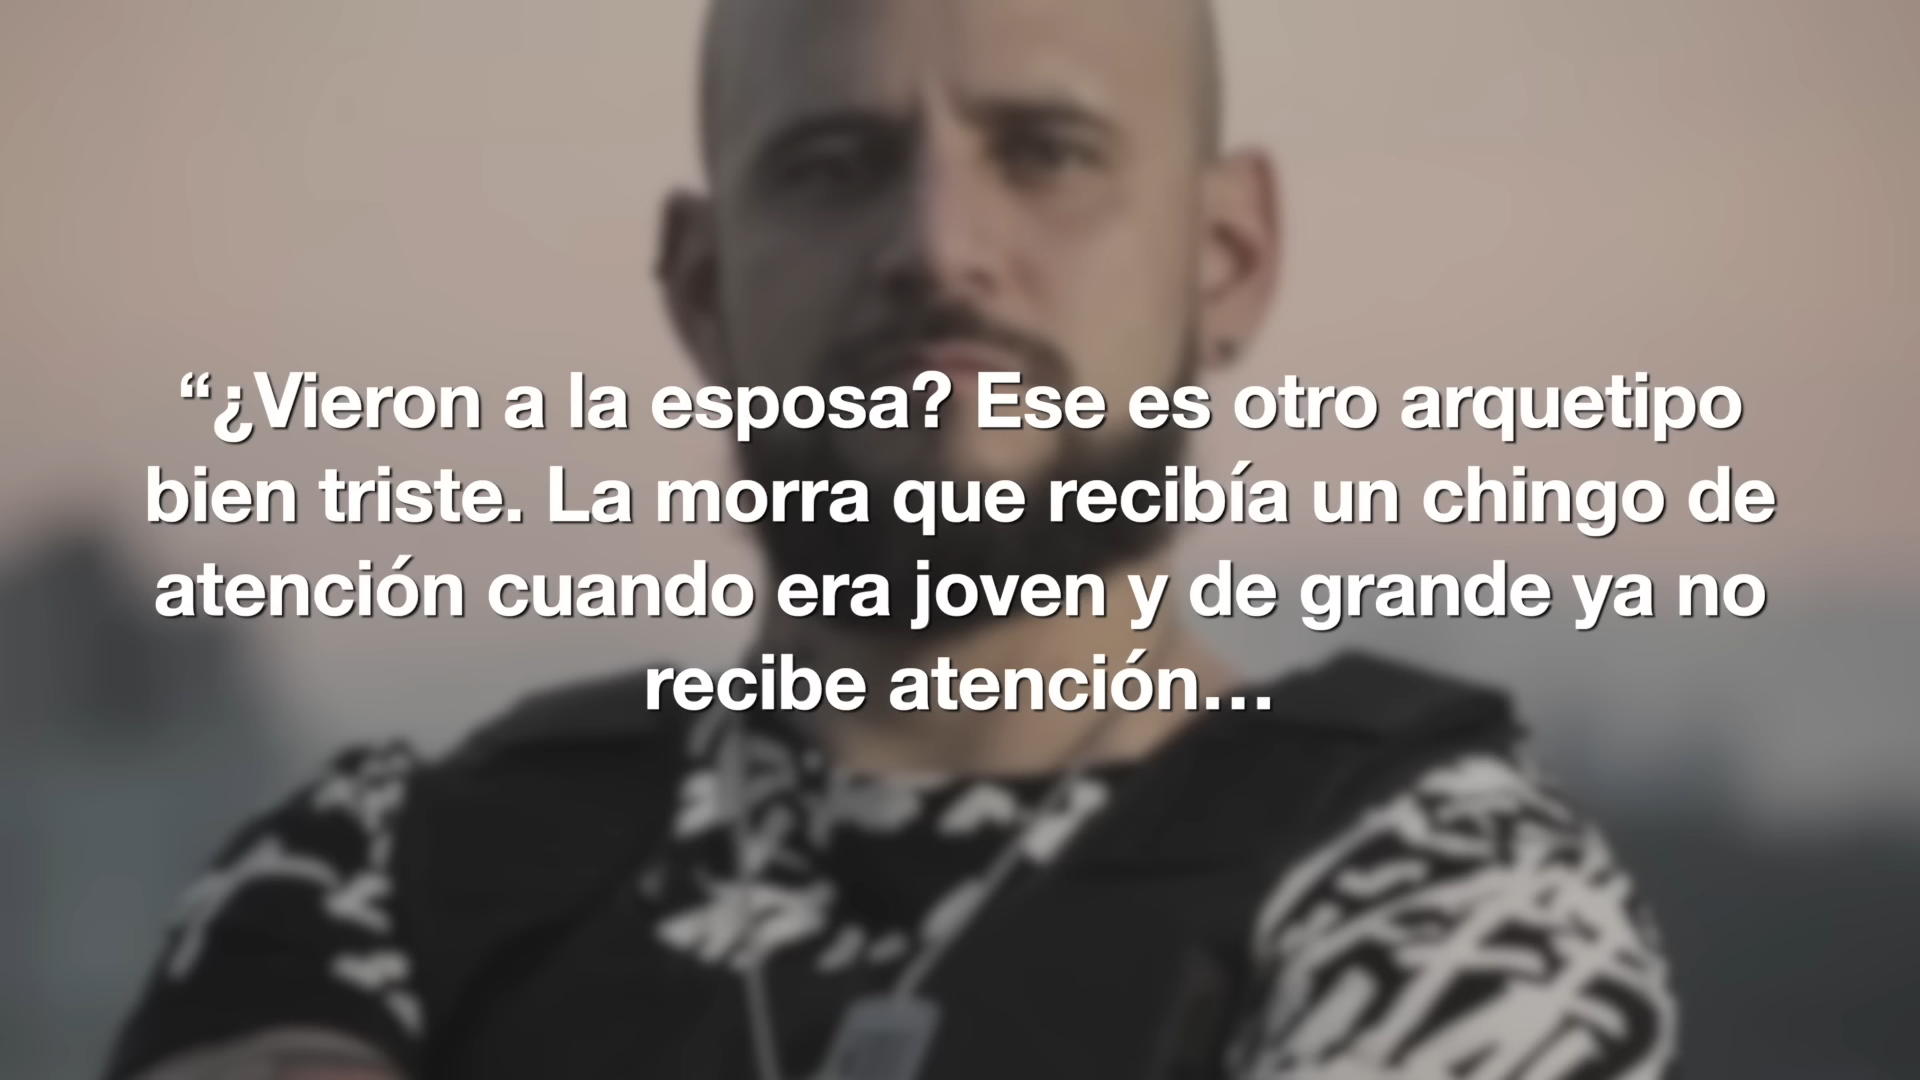 “¿Vieron a la esposa? Ese es otro arquetipo
bien triste. La morra que recibía un chingo de
atención cuando era joven y de grande ya no
recibe atención…